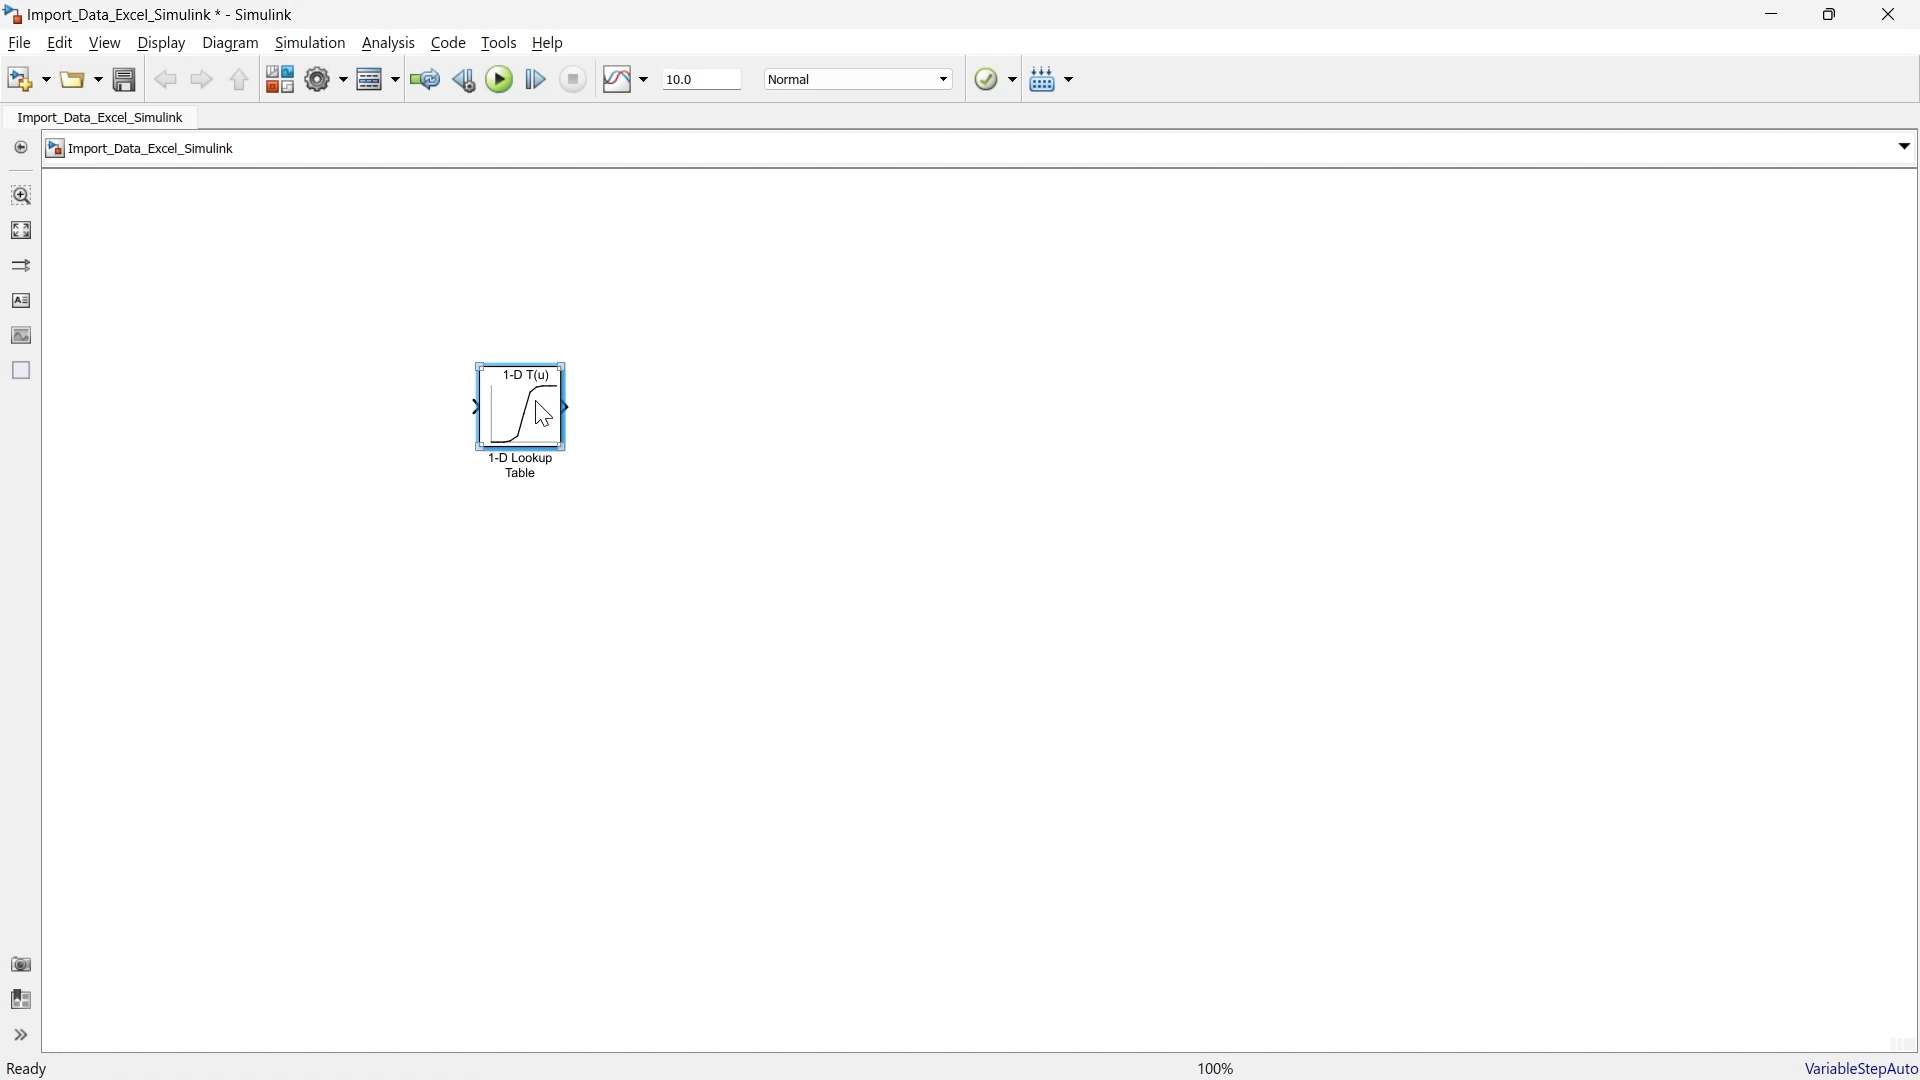 Import_Data_Excel_Simulink * - Simulink
File Edit View Display Diagram Simulation Analysis Code Tools Help
10.0 Normal
Import_Data_Excel_Simulink
Import_Data_Excel_Simulink
1-D T(u)
1-D Lookup
Table
Ready 100% VariableStepAuto